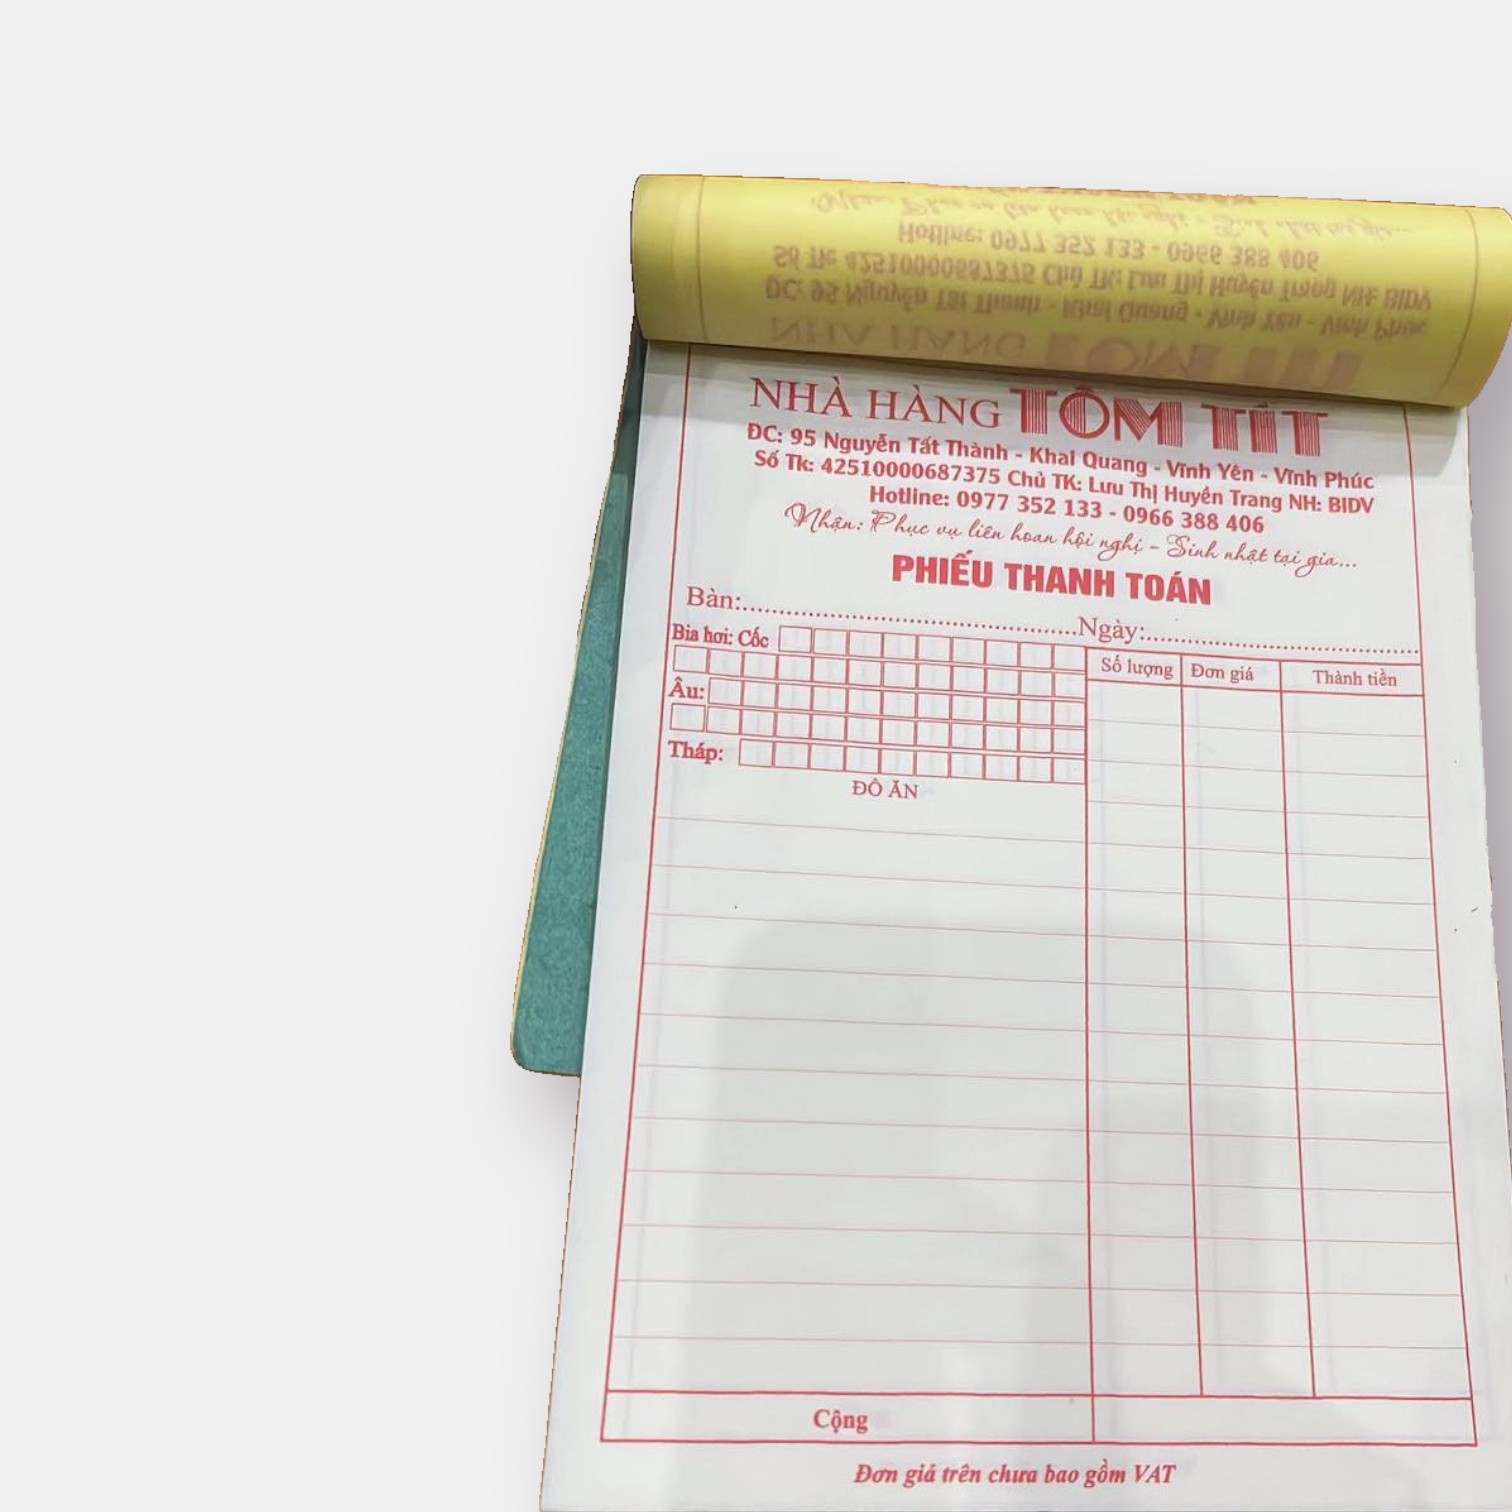 NHÀ HÀNG TÔM TÍT
ĐC: 95 Nguyễn Tất Thành - Khai Quang - Vĩnh Yên - Vĩnh Phúc
Số Tk: 42510000687375 Chủ TK: Lưu Thị Huyền Trang NH: BIDV
Hotline: 0977 352 133 - 0966 388 406
Nhận: Phục vụ liên hoan hội nghị - Sinh nhật tại gia...
PHIẾU THANH TOÁN
Bàn:........................Ngày:........................
Bia hơi: Cốc
Số lượng Đơn giá Thành tiền
Âu:
Tháp:
ĐỒ ĂN
Cộng
Đơn giá trên chưa bao gồm VAT